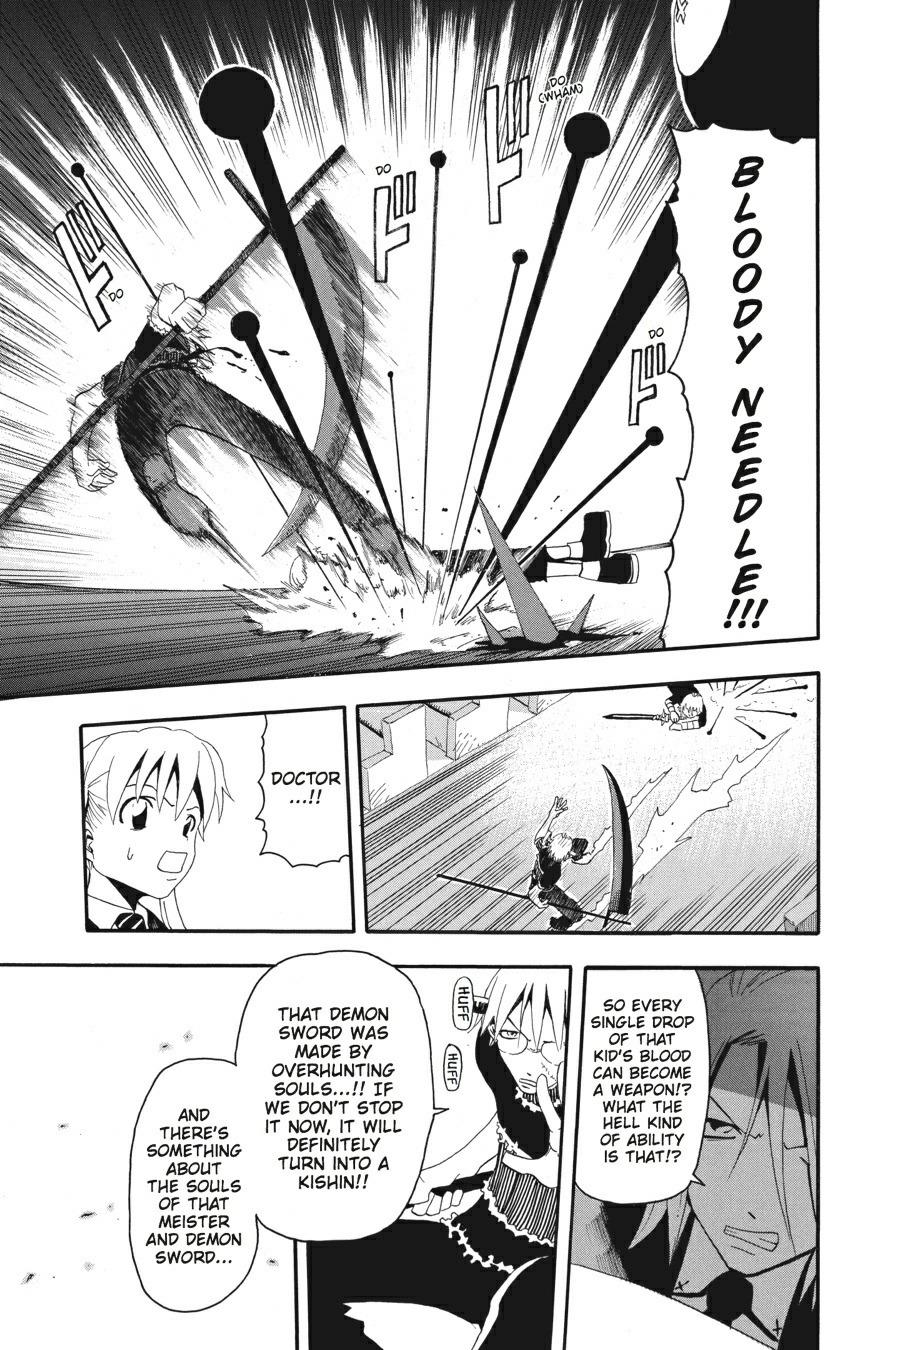 BLOODY NEEDLE!!!
DO
(WHAM)
ド
DO
ド
ド
DO
DO
ド
DOCTOR
...!!
SO EVERY
SINGLE DROP
OF THAT
KID'S BLOOD
CAN BECOME
A WEAPON!?
WHAT THE
HELL KIND
OF ABILITY
IS THAT!?
HUFF
HUFF
THAT DEMON
SWORD WAS
MADE BY
OVERHUNTING
SOULS...!! IF
WE DON'T STOP
IT NOW, IT WILL
DEFINITELY
TURN INTO A
KISHIN!!
AND
THERE'S
SOMETHING
ABOUT
THE SOULS
OF THAT
MEISTER
AND DEMON
SWORD...